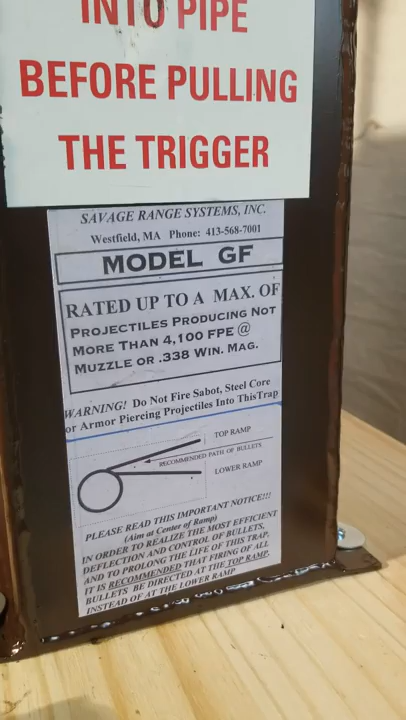 INTO PIPE
BEFORE PULLING
THE TRIGGER
SAVAGE RANGE SYSTEMS, INC.
Westfield, MA Phone: 413-568-7001
MODEL GF
RATED UP TO A MAX. OF
PROJECTILES PRODUCING NOT
MORE THAN 4,100 FPE @
MUZZLE OR .338 WIN. MAG.
WARNING! Do Not Fire Sabot, Steel Core
or Armor Piercing Projectiles Into ThisTrap
TOP RAMP
RECOMMENDED PATH OF BULLETS
LOWER RAMP
PLEASE READ THIS IMPORTANT NOTICE!!!
(Aim at Center of Ramp)
IN ORDER TO REALIZE THE MOST EFFICIENT
DEFLECTION AND CONTROL OF BULLETS,
AND TO PROLONG THE LIFE OF THIS TRAP,
IT IS RECOMMENDED THAT FIRING OF ALL
BULLETS BE DIRECTED AT THE TOP RAMP,
INSTEAD OF AT THE LOWER RAMP